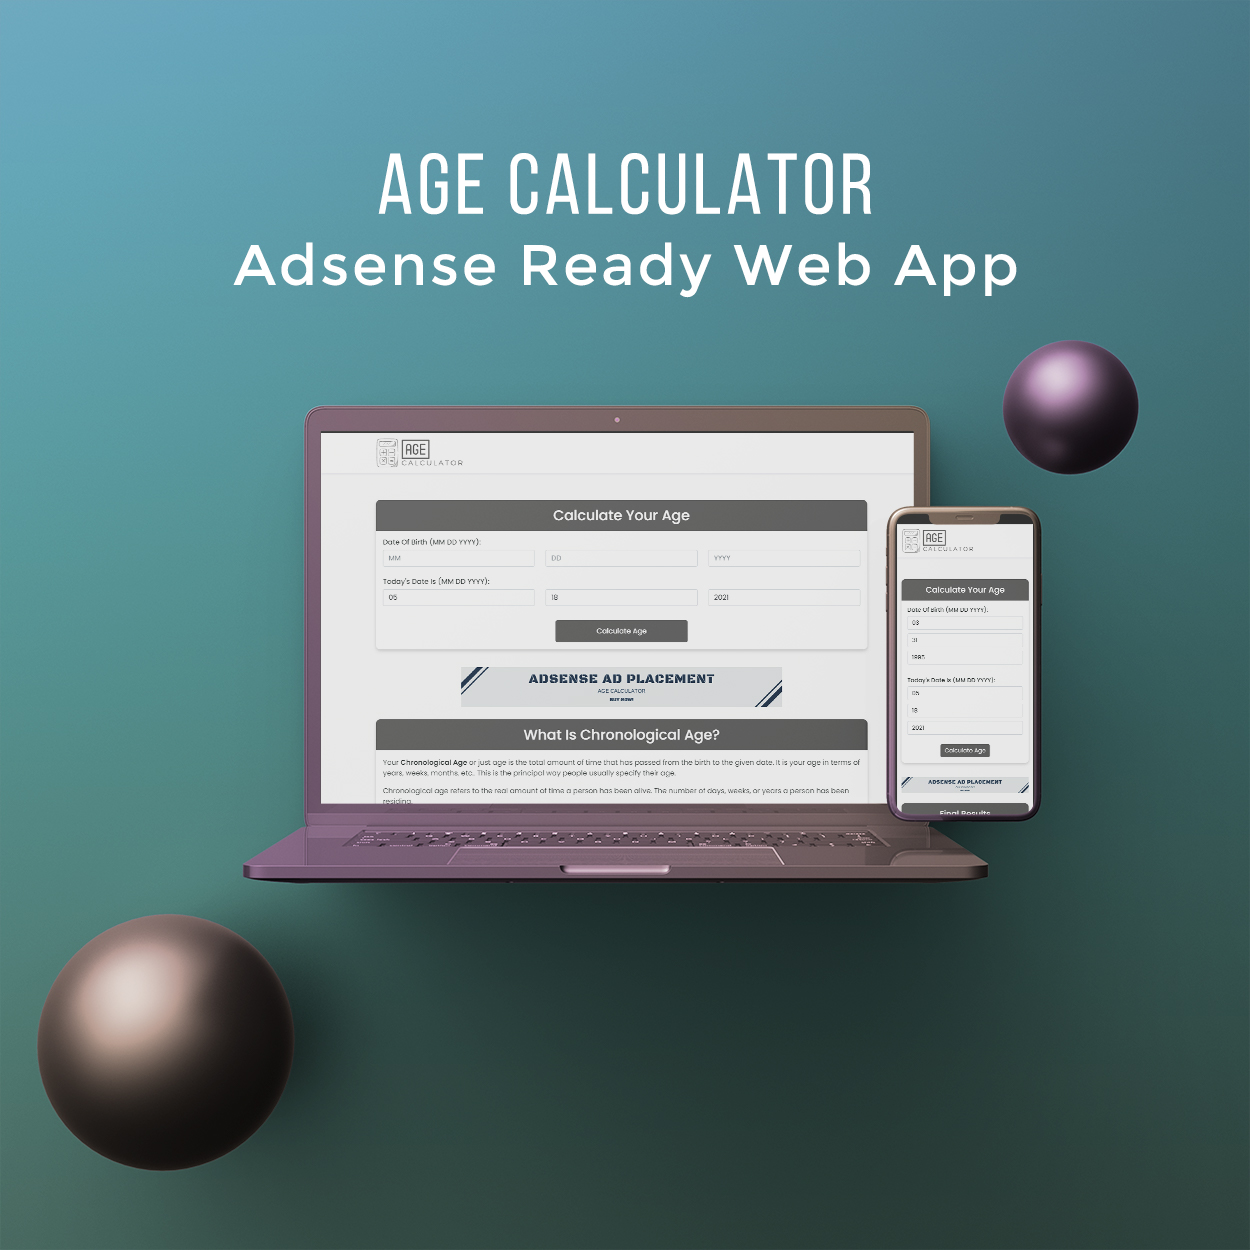 AGE CALCULATOR
Adsense Ready Web App
AGE
CALCULATOR
Calculate Your Age
Date Of Birth (MM DD YYYY):
MM DD YYYY
Today's Date Is (MM DD YYYY):
05 18 2021
Calculate Age
ADSENSE AD PLACEMENT
AGE CALCULATOR
BUY NOW!
What Is Chronological Age?
Your Chronological Age or just age is the total amount of time that has passed from the birth to the given date. It is your age in terms of
years, weeks, months, etc.. This is the principal way people usually specify their age.
Chronological age refers to the real amount of time a person has been alive. The number of days, weeks, or years a person has been
residing
AGE
CALCULATOR
Calculate Your Age
Date Of Birth (MM DD YYYY):
03
31
1995
Today's Date Is (MM DD YYYY):
05
18
2021
Calculate Age
ADSENSE AD PLACEMENT
Final Results